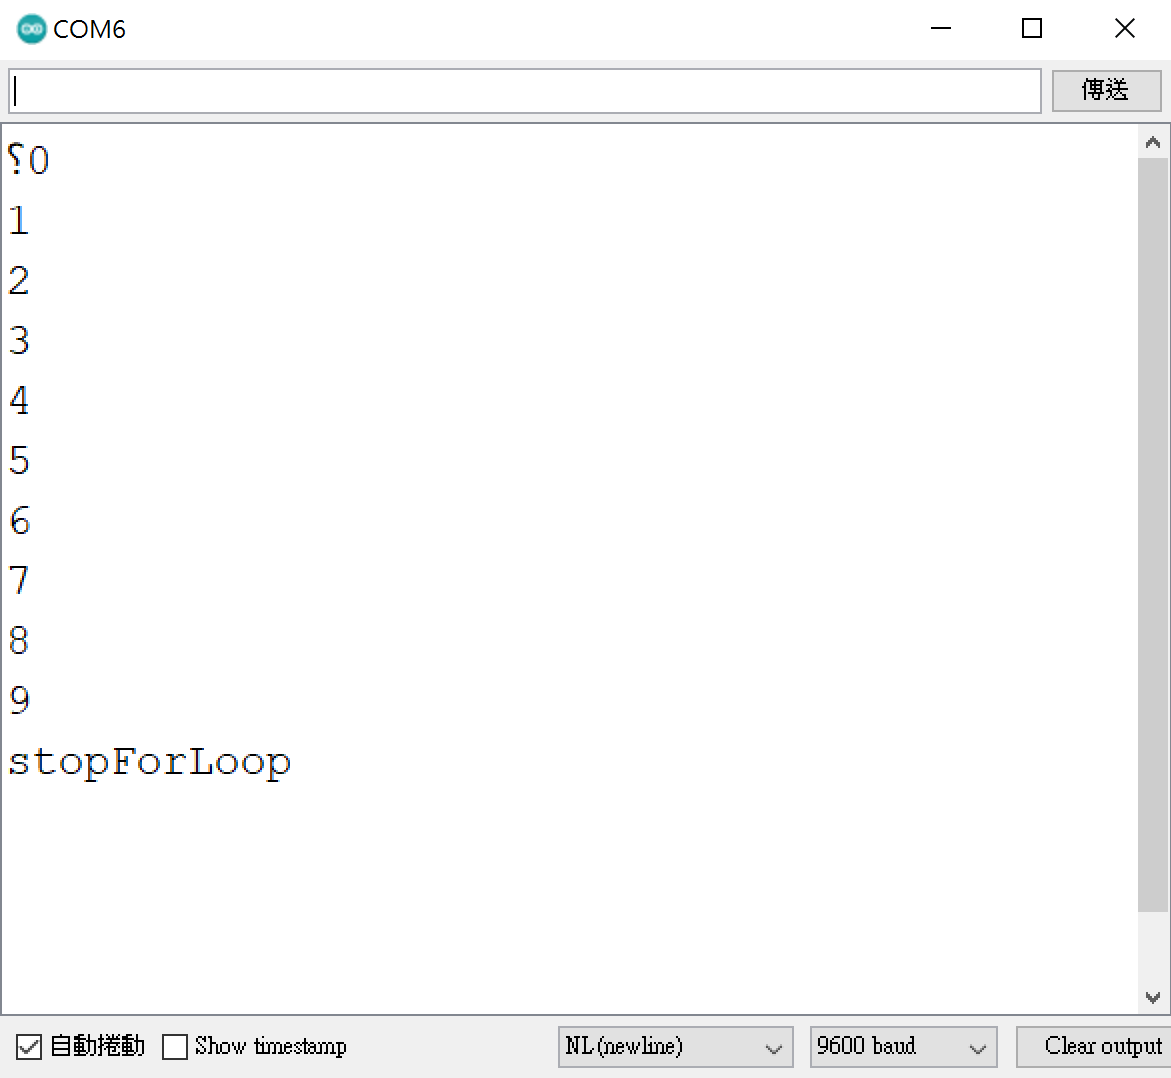 COM6
傳送
⸮0
1
2
3
4
5
6
7
8
9
stopForLoop
自動捲動 Show timestamp NL(newline) 9600 baud Clear output